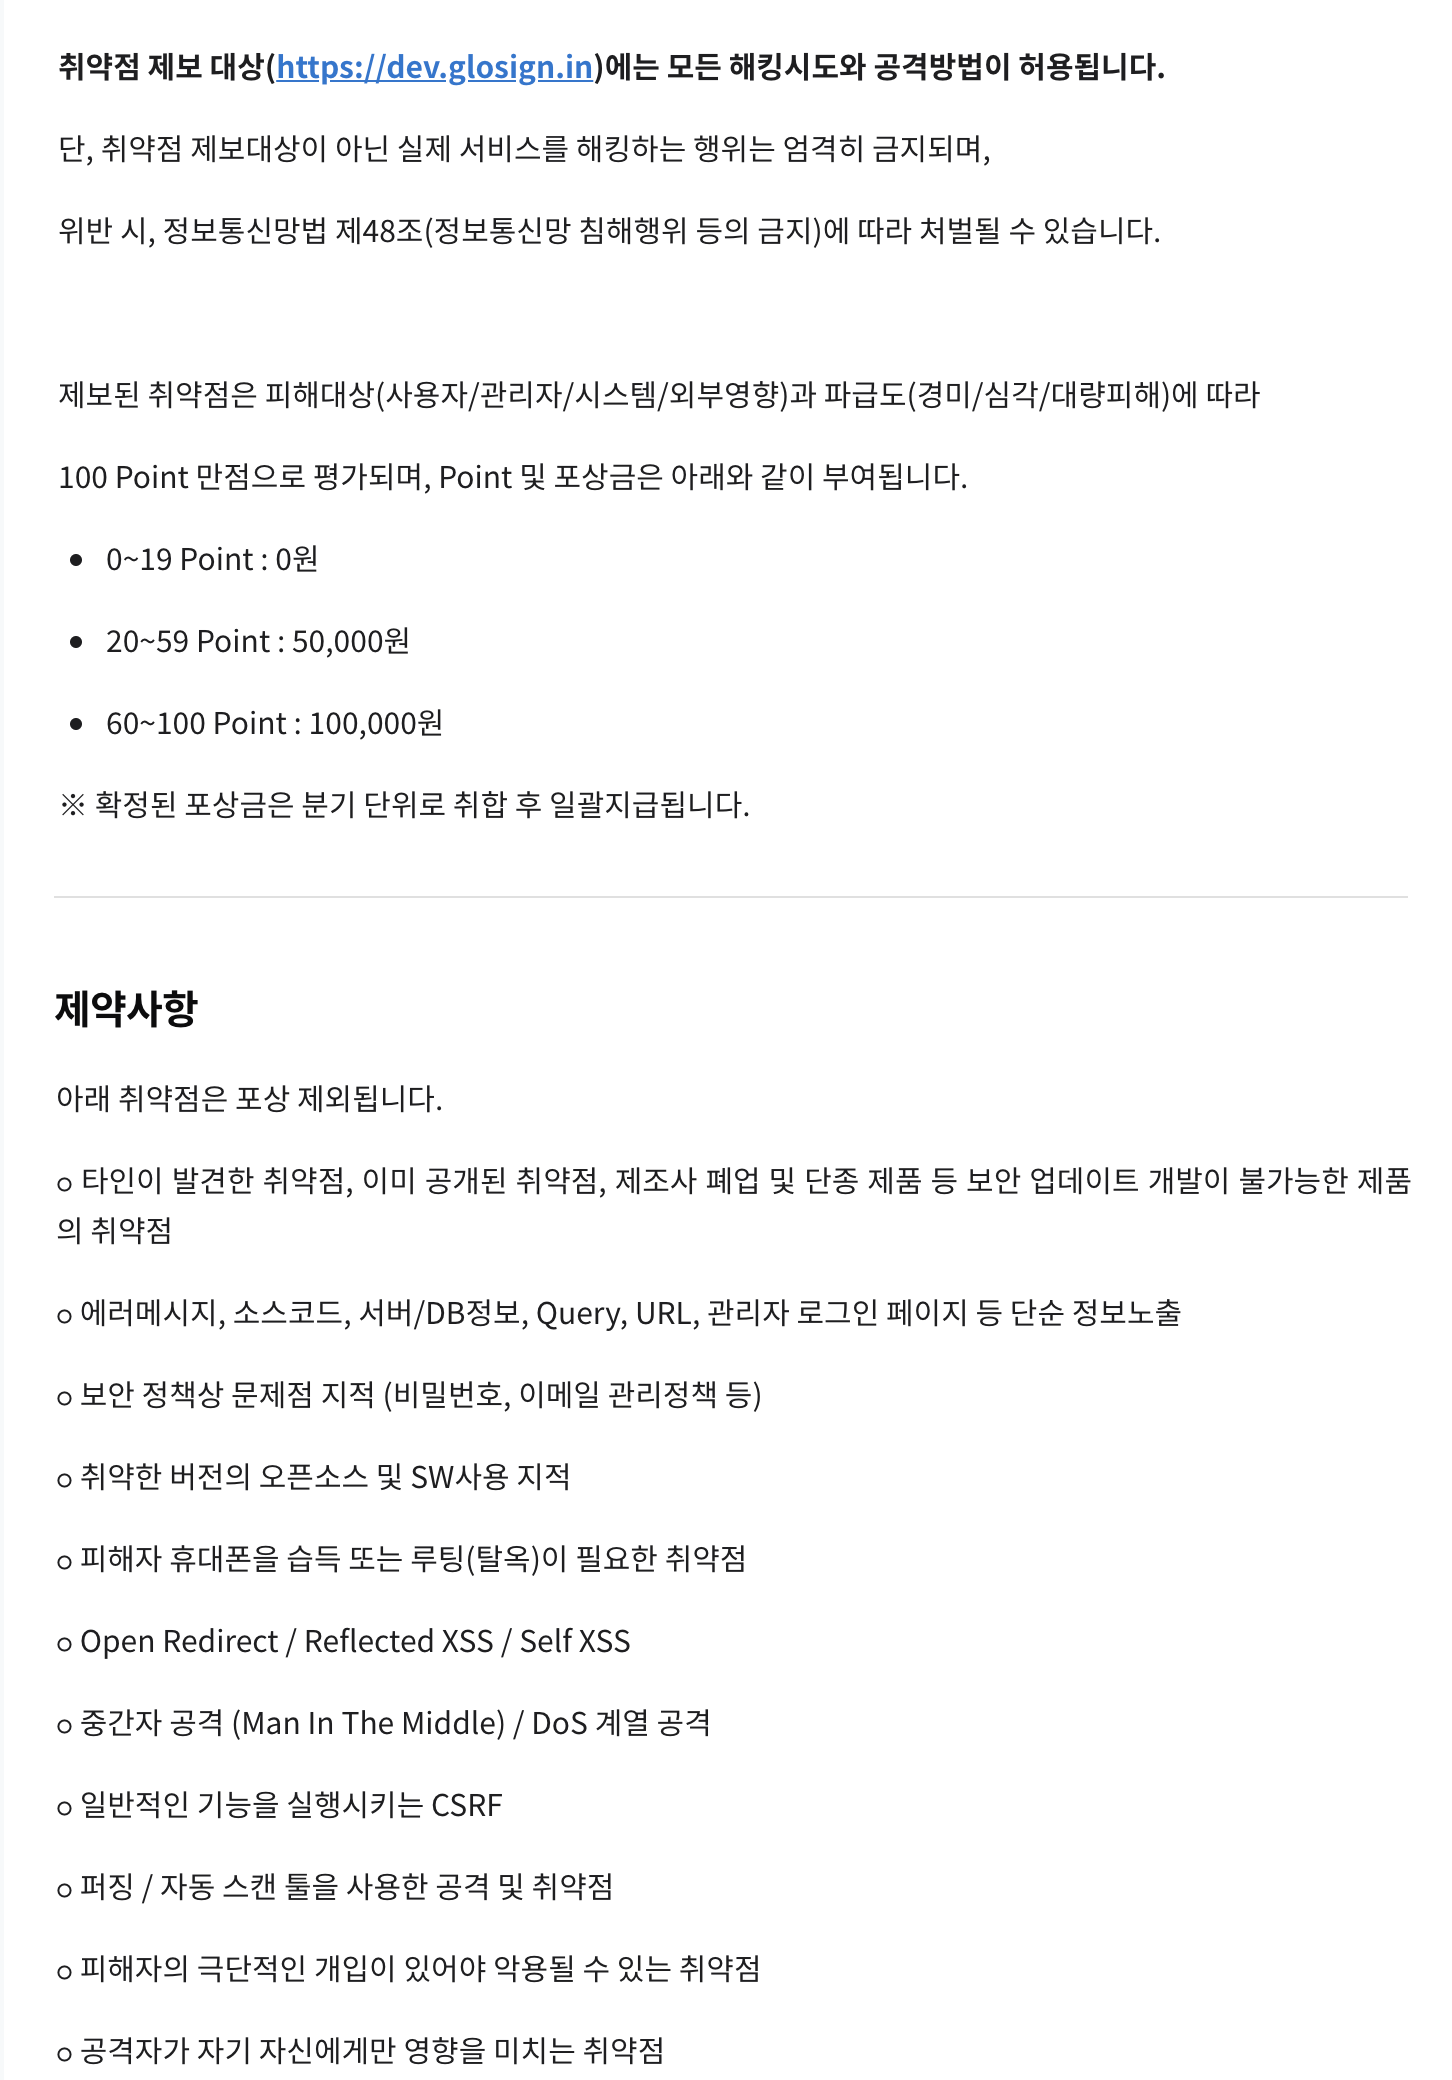 취약점 제보 대상(https://dev.glosign.in)에는 모든 해킹시도와 공격방법이 허용됩니다.
단, 취약점 제보대상이 아닌 실제 서비스를 해킹하는 행위는 엄격히 금지되며,
위반 시, 정보통신망법 제48조(정보통신망 침해행위 등의 금지)에 따라 처벌될 수 있습니다.
제보된 취약점은 피해대상(사용자/관리자/시스템/외부영향)과 파급도(경미/심각/대량피해)에 따라
100 Point 만점으로 평가되며, Point 및 포상금은 아래와 같이 부여됩니다.
● 0~19 Point : 0원
● 20~59 Point : 50,000원
● 60~100 Point : 100,000원
※ 확정된 포상금은 분기 단위로 취합 후 일괄지급됩니다.
제약사항
아래 취약점은 포상 제외됩니다.
o 타인이 발견한 취약점, 이미 공개된 취약점, 제조사 폐업 및 단종 제품 등 보안 업데이트 개발이 불가능한 제품
의 취약점
o 에러메시지, 소스코드, 서버/DB정보, Query, URL, 관리자 로그인 페이지 등 단순 정보노출
o 보안 정책상 문제점 지적 (비밀번호, 이메일 관리정책 등)
o 취약한 버전의 오픈소스 및 SW사용 지적
o 피해자 휴대폰을 습득 또는 루팅(탈옥)이 필요한 취약점
o Open Redirect / Reflected XSS / Self XSS
o 중간자 공격 (Man In The Middle) / DoS 계열 공격
o 일반적인 기능을 실행시키는 CSRF
o 퍼징 / 자동 스캔 툴을 사용한 공격 및 취약점
o 피해자의 극단적인 개입이 있어야 악용될 수 있는 취약점
o 공격자가 자기 자신에게만 영향을 미치는 취약점